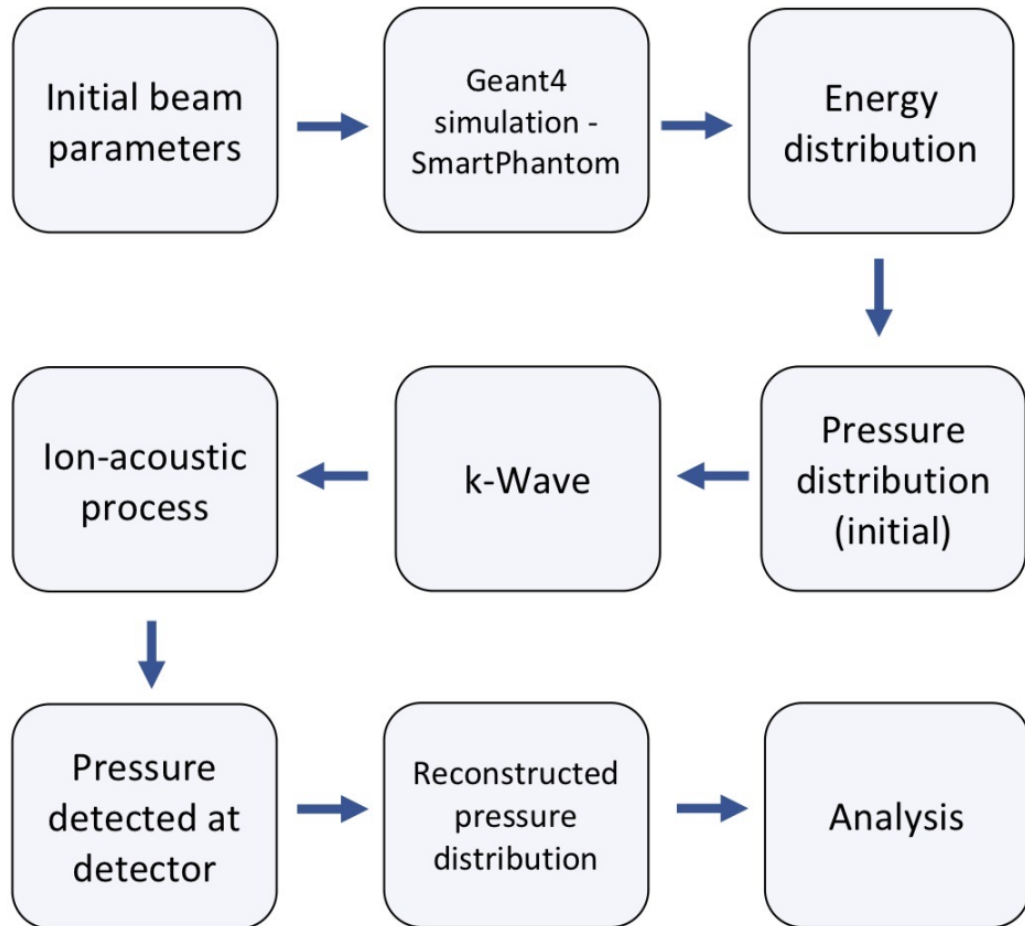 Initial beam
parameters
Geant4
simulation -
SmartPhantom
Energy
distribution
Pressure
distribution
(initial)
k-Wave
Ion-acoustic
process
Pressure
detected at
detector
Reconstructed
pressure
distribution
Analysis